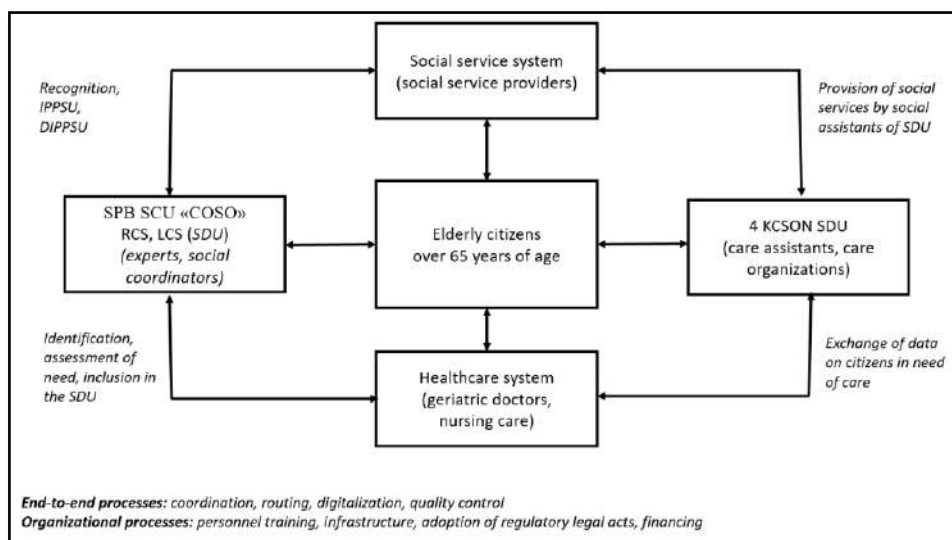 Social service system
(social service providers)
Recognition,
IPPSU,
DIPPSU
Provision of social
services by social
assistants of SDU
SPB SCU «COSO»
RCS, LCS (SDU)
(experts, social
coordinators)
Elderly citizens
over 65 years of age
4 KCSON SDU
(care assistants, care
organizations)
Identification,
assessment of
need, inclusion in
the SDU
Healthcare system
(geriatric doctors,
nursing care)
Exchange of data
on citizens in need
of care
End-to-end processes: coordination, routing, digitalization, quality control
Organizational processes: personnel training, infrastructure, adoption of regulatory legal acts, financing